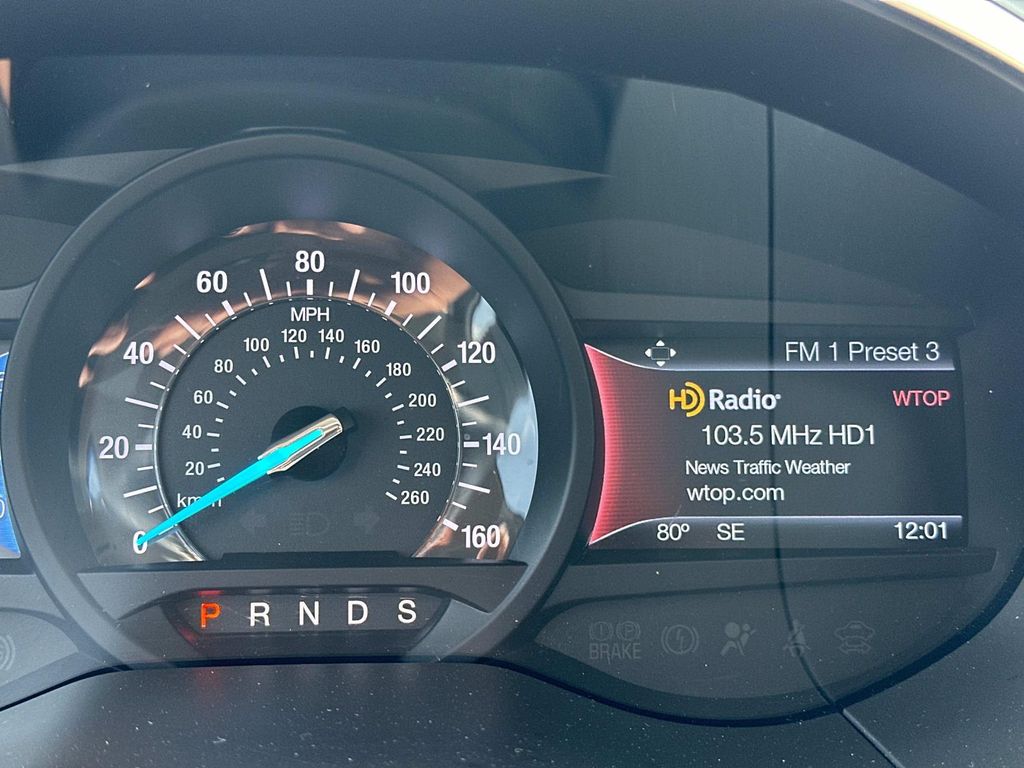 0
20
40
60
80
100
120
140
160
MPH
20
40
60
80
100
120
140
160
180
200
220
240
260
P R N D S
FM 1 Preset 3
HD Radio
WTOP
103.5 MHz HD1
News Traffic Weather
wtop.com
80° SE 12:01
BRAKE